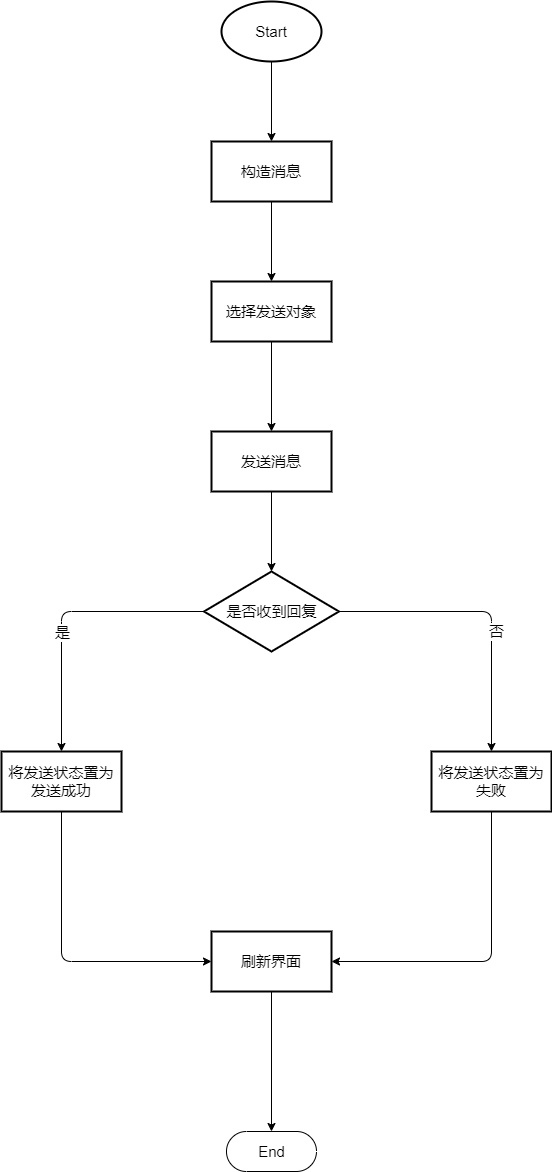 Start
构造消息
选择发送对象
发送消息
是否收到回复
是
否
将发送状态置为
发送成功
将发送状态置为
失败
刷新界面
End